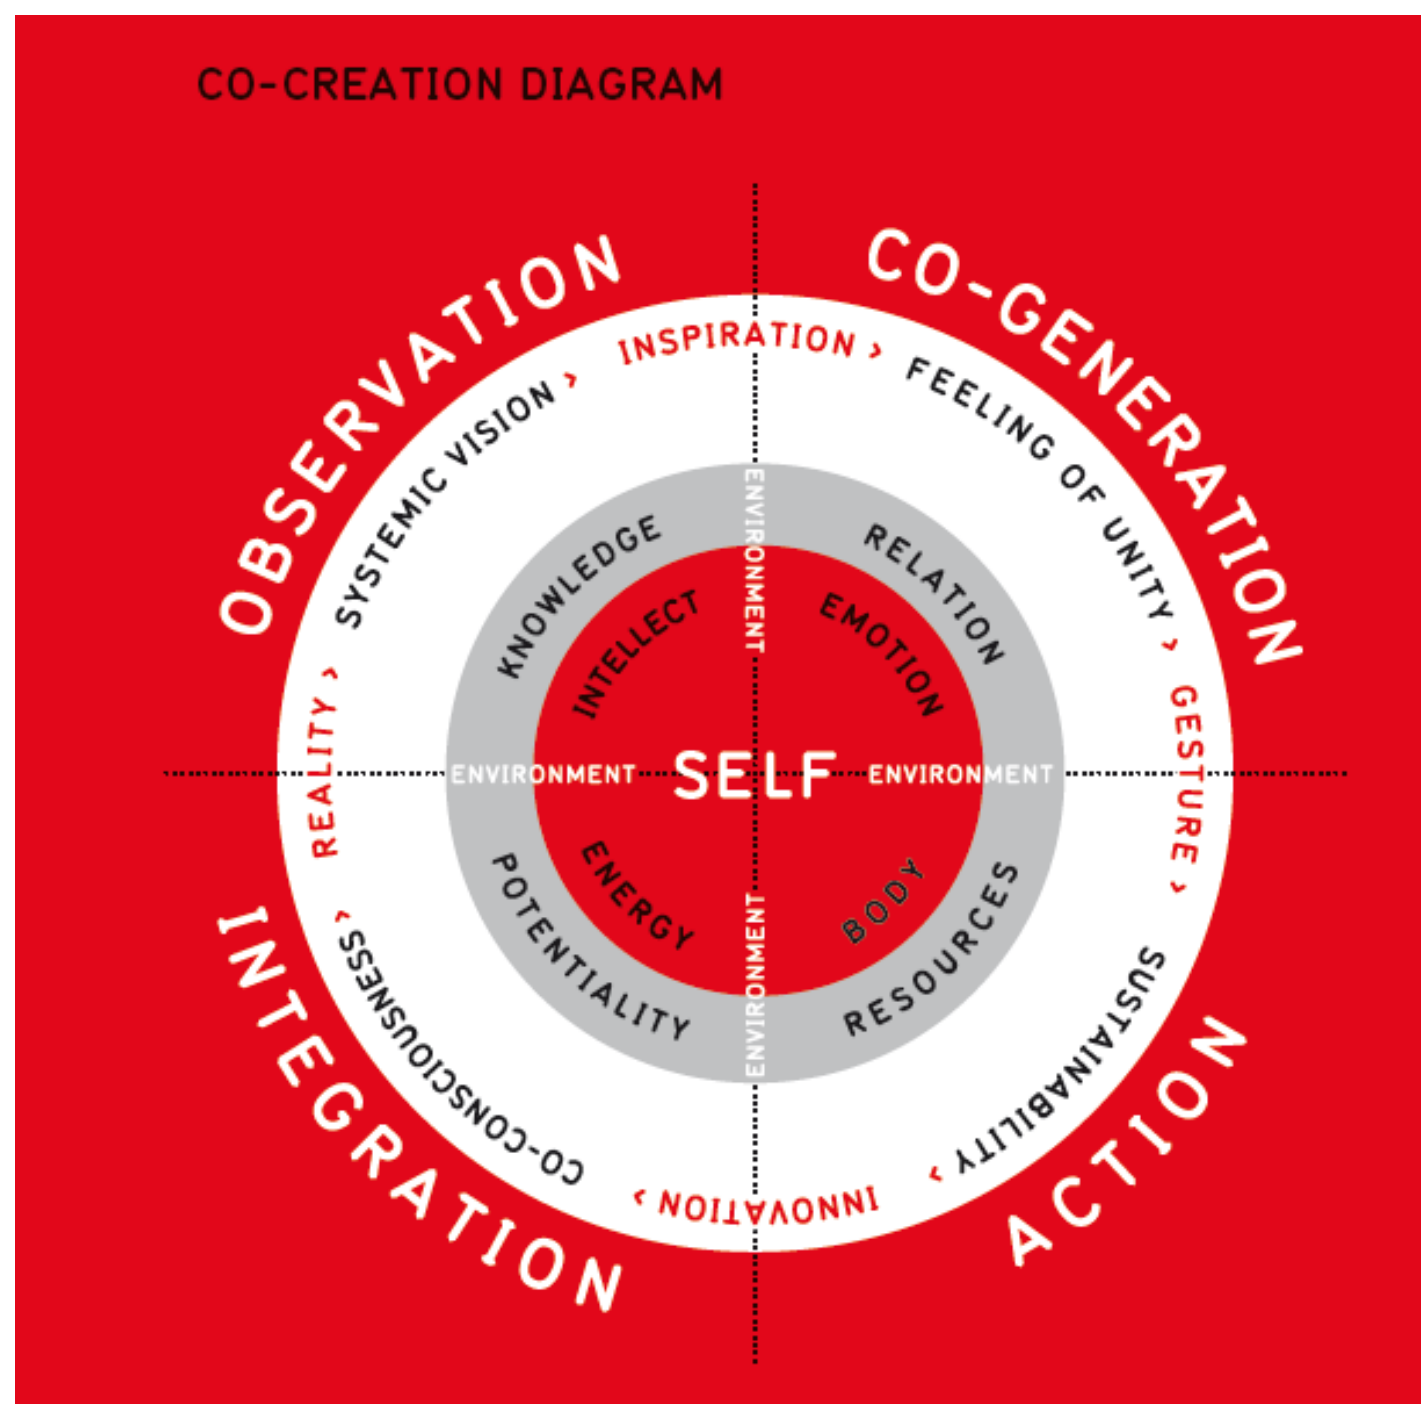 CO-CREATION DIAGRAM
OBSERVATION
CO-GENERATION
ACTION
INTEGRATION
REALITY >
SYSTEMIC VISION >
INSPIRATION >
FEELING OF UNITY >
GESTURE >
SUSTAINABILITY >
INNOVATION >
CO-CONSCIOUSNESS >
KNOWLEDGE
RELATION
RESOURCES
POTENTIALITY
ENVIRONMENT
ENVIRONMENT
ENVIRONMENT
ENVIRONMENT
INTELLECT
EMOTION
BODY
ENERGY
SELF